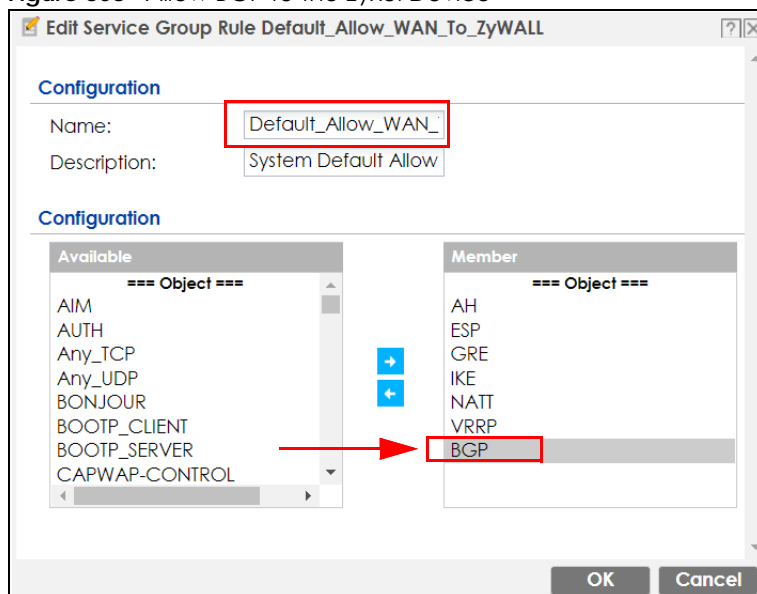 Edit Service Group Rule Default_Allow_WAN_To_ZyWALL
Configuration
Name: Default_Allow_WAN_
Description: System Default Allow
Configuration
Available
=== Object ===
AIM
AUTH
Any_TCP
Any_UDP
BONJOUR
BOOTP_CLIENT
BOOTP_SERVER
CAPWAP-CONTROL
Member
=== Object ===
AH
ESP
GRE
IKE
NATT
VRRP
BGP
OK Cancel